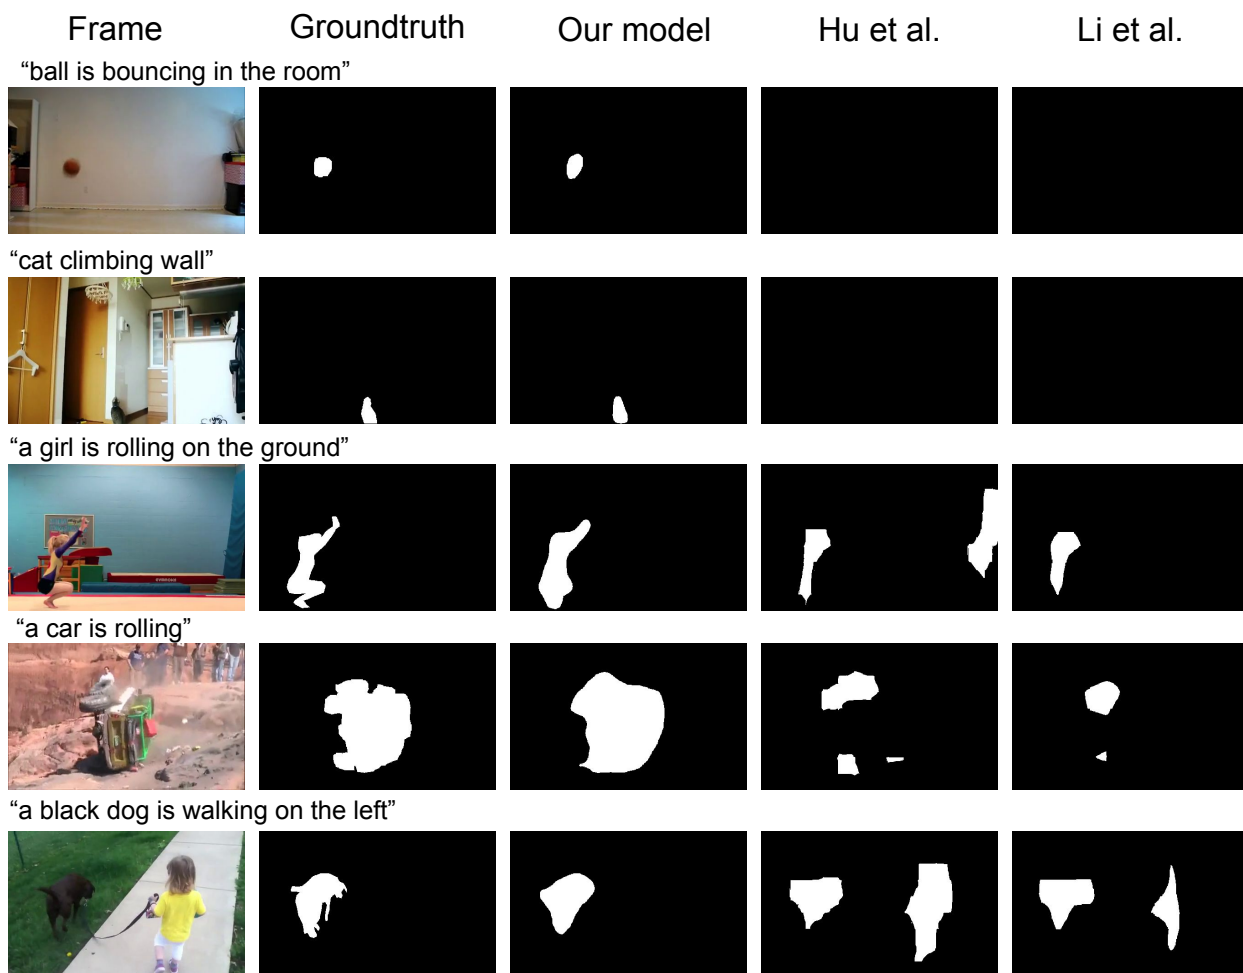 Frame Groundtruth Our model Hu et al. Li et al.
“ball is bouncing in the room”
“cat climbing wall”
“a girl is rolling on the ground”
“a car is rolling”
“a black dog is walking on the left”